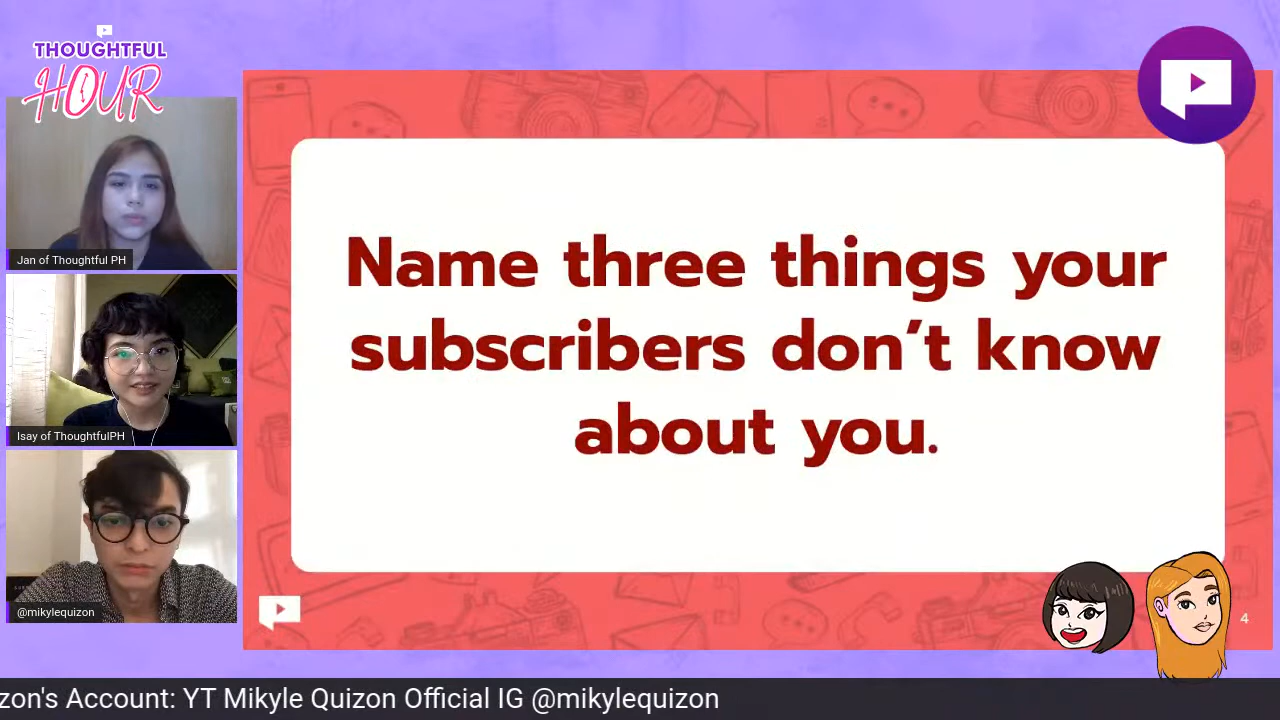 THOUGHTFUL
HOUR
Jan of Thoughtful PH
Isay of ThoughtfulPH
@mikylequizon
Name three things your
subscribers don’t know
about you.
4
zon's Account: YT Mikyle Quizon Official IG @mikylequizon